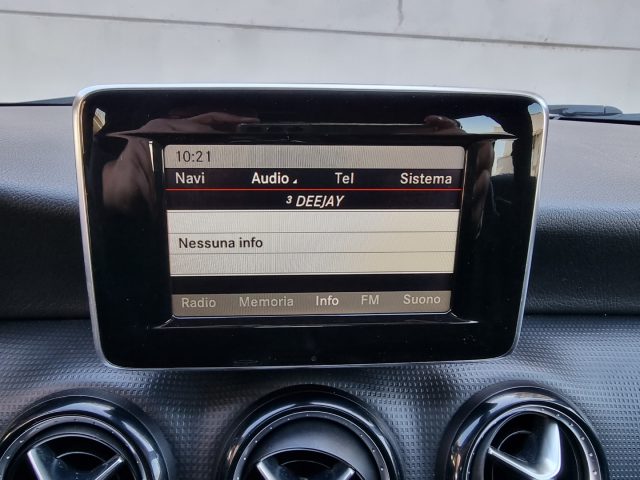 10:21
Navi Audio Tel Sistema
3 DEEJAY
Nessuna info
Radio Memoria Info FM Suono